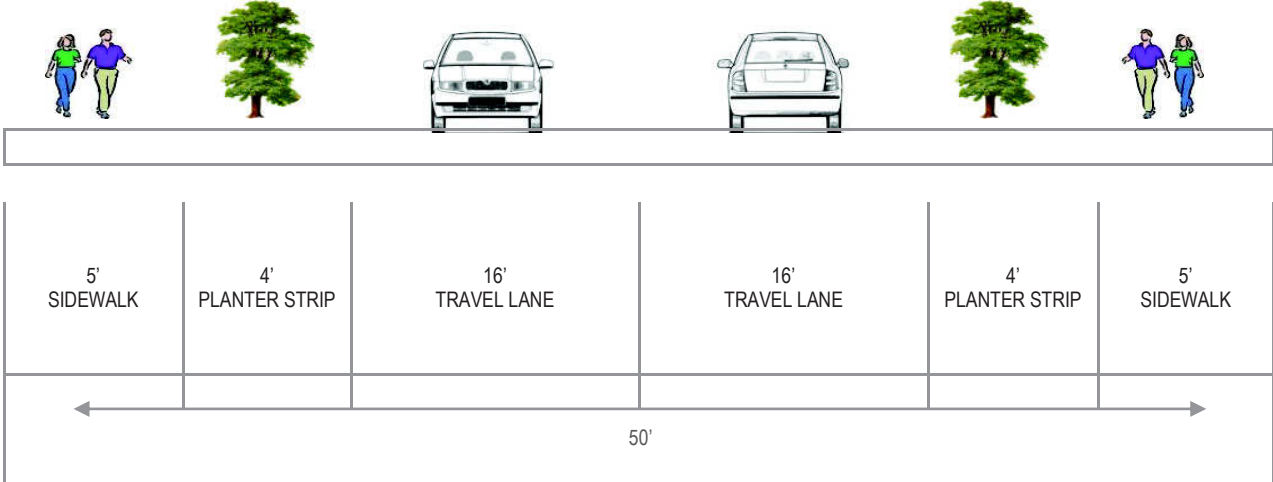 5’
SIDEWALK
4’
PLANTER STRIP
16’
TRAVEL LANE
16’
TRAVEL LANE
4’
PLANTER STRIP
5’
SIDEWALK
50’